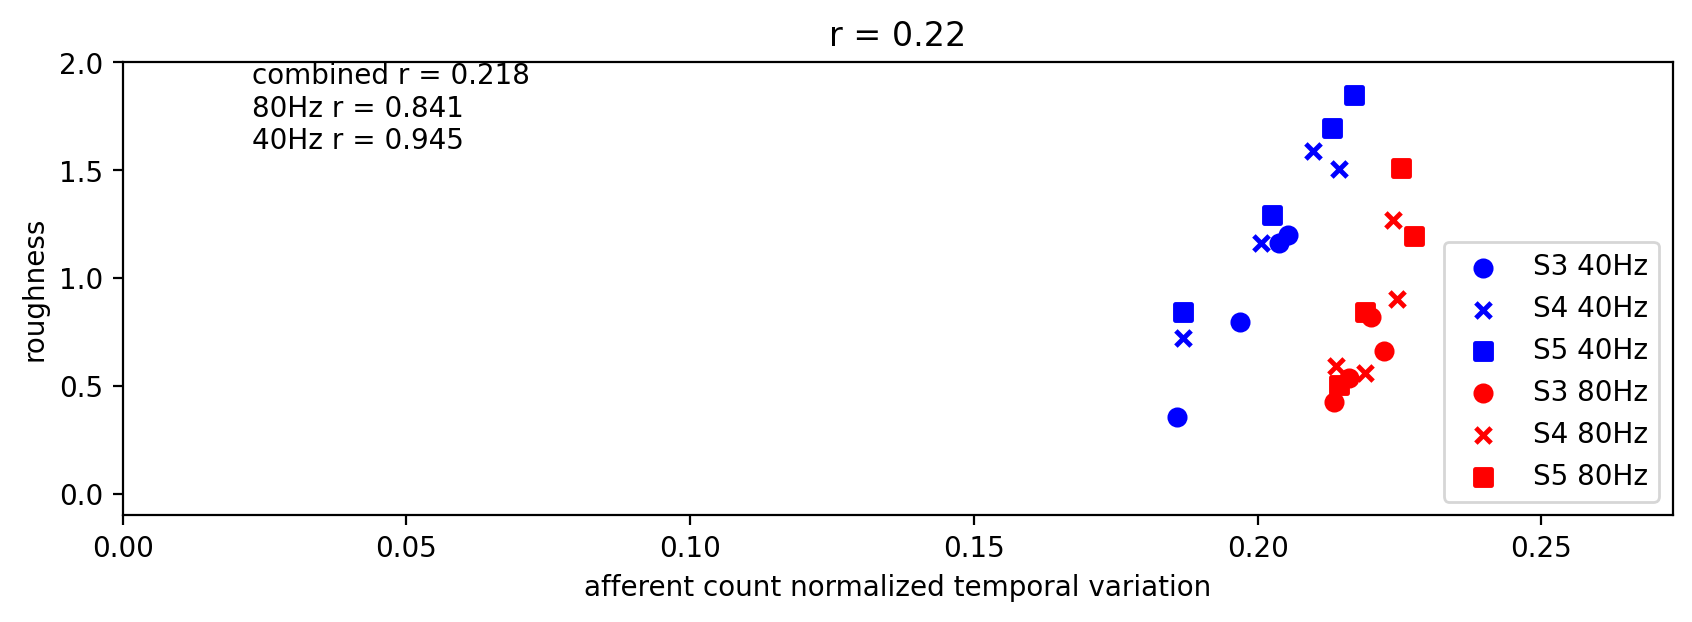 r = 0.22
combined r = 0.218
80Hz r = 0.841
40Hz r = 0.945
2.0
1.5
1.0
0.5
0.0
roughness
S3 40Hz
S4 40Hz
S5 40Hz
S3 80Hz
S4 80Hz
S5 80Hz
0.00 0.05 0.10 0.15 0.20 0.25
afferent count normalized temporal variation